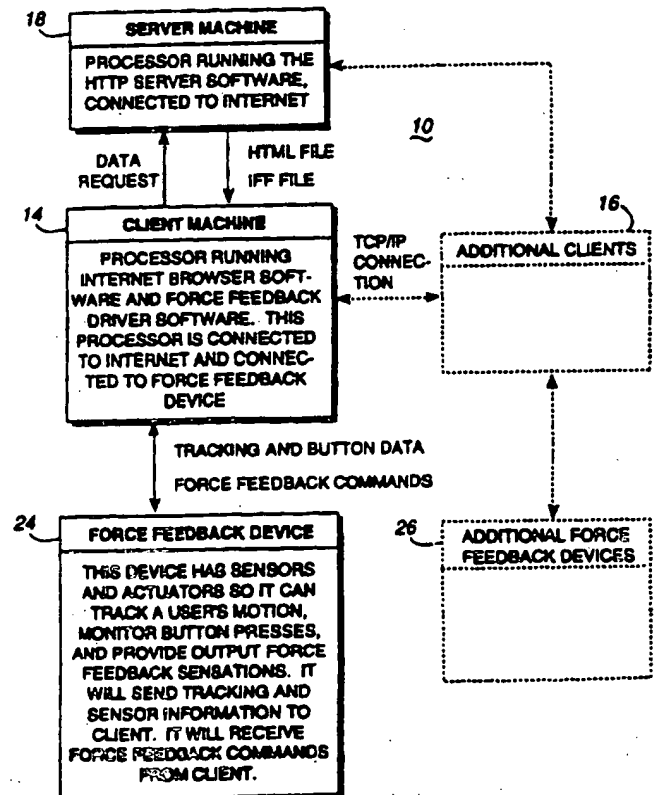 18
SERVER MACHINE
PROCESSOR RUNNING THE
HTTP SERVER SOFTWARE,
CONNECTED TO INTERNET
10
DATA
REQUEST
HTML FILE
IFF FILE
14
CLIENT MACHINE
PROCESSOR RUNNING
INTERNET BROWSER SOFT-
WARE AND FORCE FEEDBACK
DRIVER SOFTWARE. THIS
PROCESSOR IS CONNECTED
TO INTERNET AND CONNEC-
TED TO FORCE FEEDBACK
DEVICE
TCP/IP
CONNEC-
TION
16
ADDITIONAL CLIENTS
TRACKING AND BUTTON DATA
FORCE FEEDBACK COMMANDS
24
FORCE FEEDBACK DEVICE
THIS DEVICE HAS SENSORS
AND ACTUATORS SO IT CAN
TRACK A USER'S MOTION,
MONITOR BUTTON PRESSES,
AND PROVIDE OUTPUT FORCE
FEEDBACK SENSATIONS. IT
WILL SEND TRACKING AND
SENSOR INFORMATION TO
CLIENT. IT WILL RECEIVE
FORCE FEEDBACK COMMANDS
FROM CLIENT.
26
ADDITIONAL FORCE
FEEDBACK DEVICES